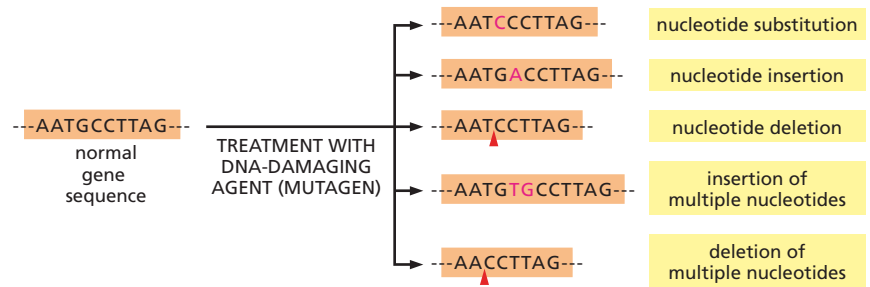 ---AATCCCTTAG---
nucleotide substitution
---AATGACCTTAG---
nucleotide insertion
---AATGCCTTAG---
normal
gene
sequence
TREATMENT WITH
DNA-DAMAGING
AGENT (MUTAGEN)
---AATCCTTAG---
nucleotide deletion
---AATGTGCCTTAG---
insertion of
multiple nucleotides
---AACCTTAG---
deletion of
multiple nucleotides